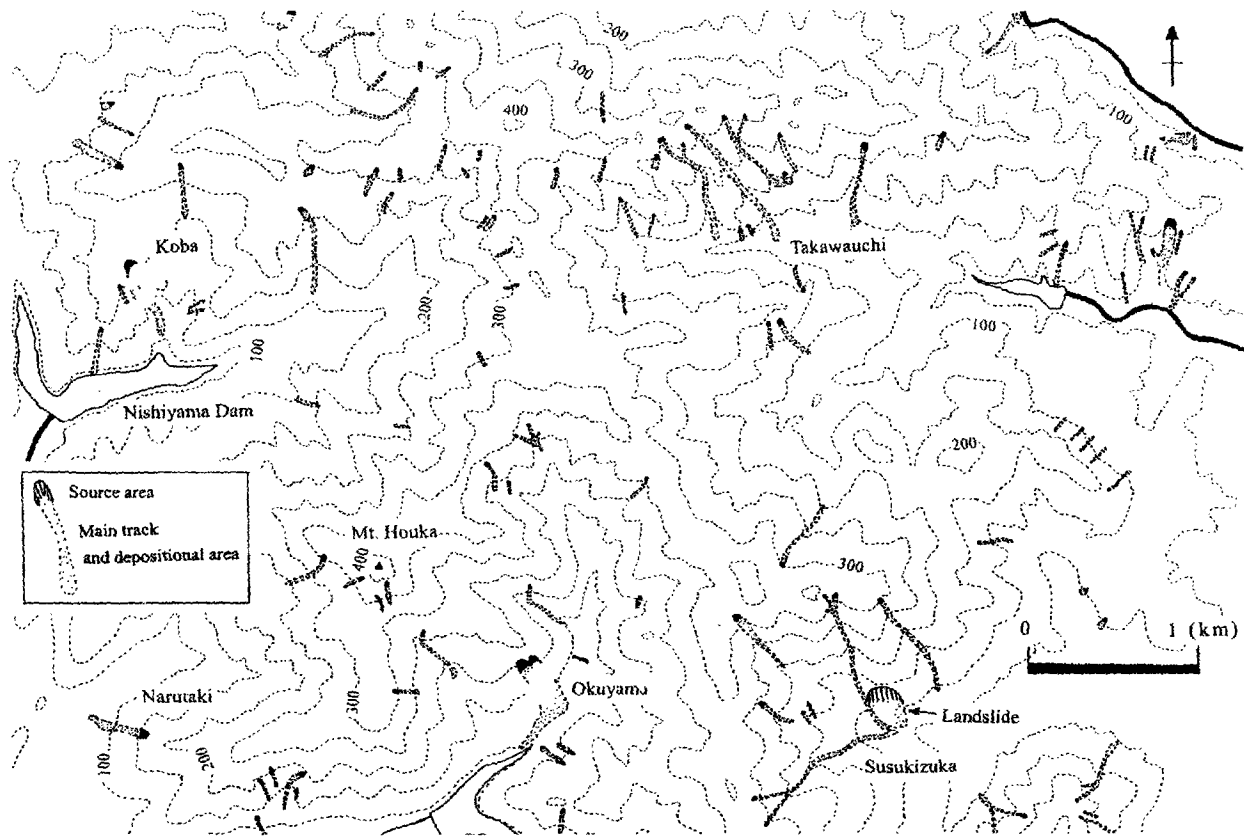 200
300
400
100
Koba
Takawauchi
200
300
100
100
Nishiyama Dam
200
Source area
Main track
and depositional area
Mt. Houka
400
300
0 1 (km)
Narutaki
Okuyama
300
Landslide
100
200
Susukizuka